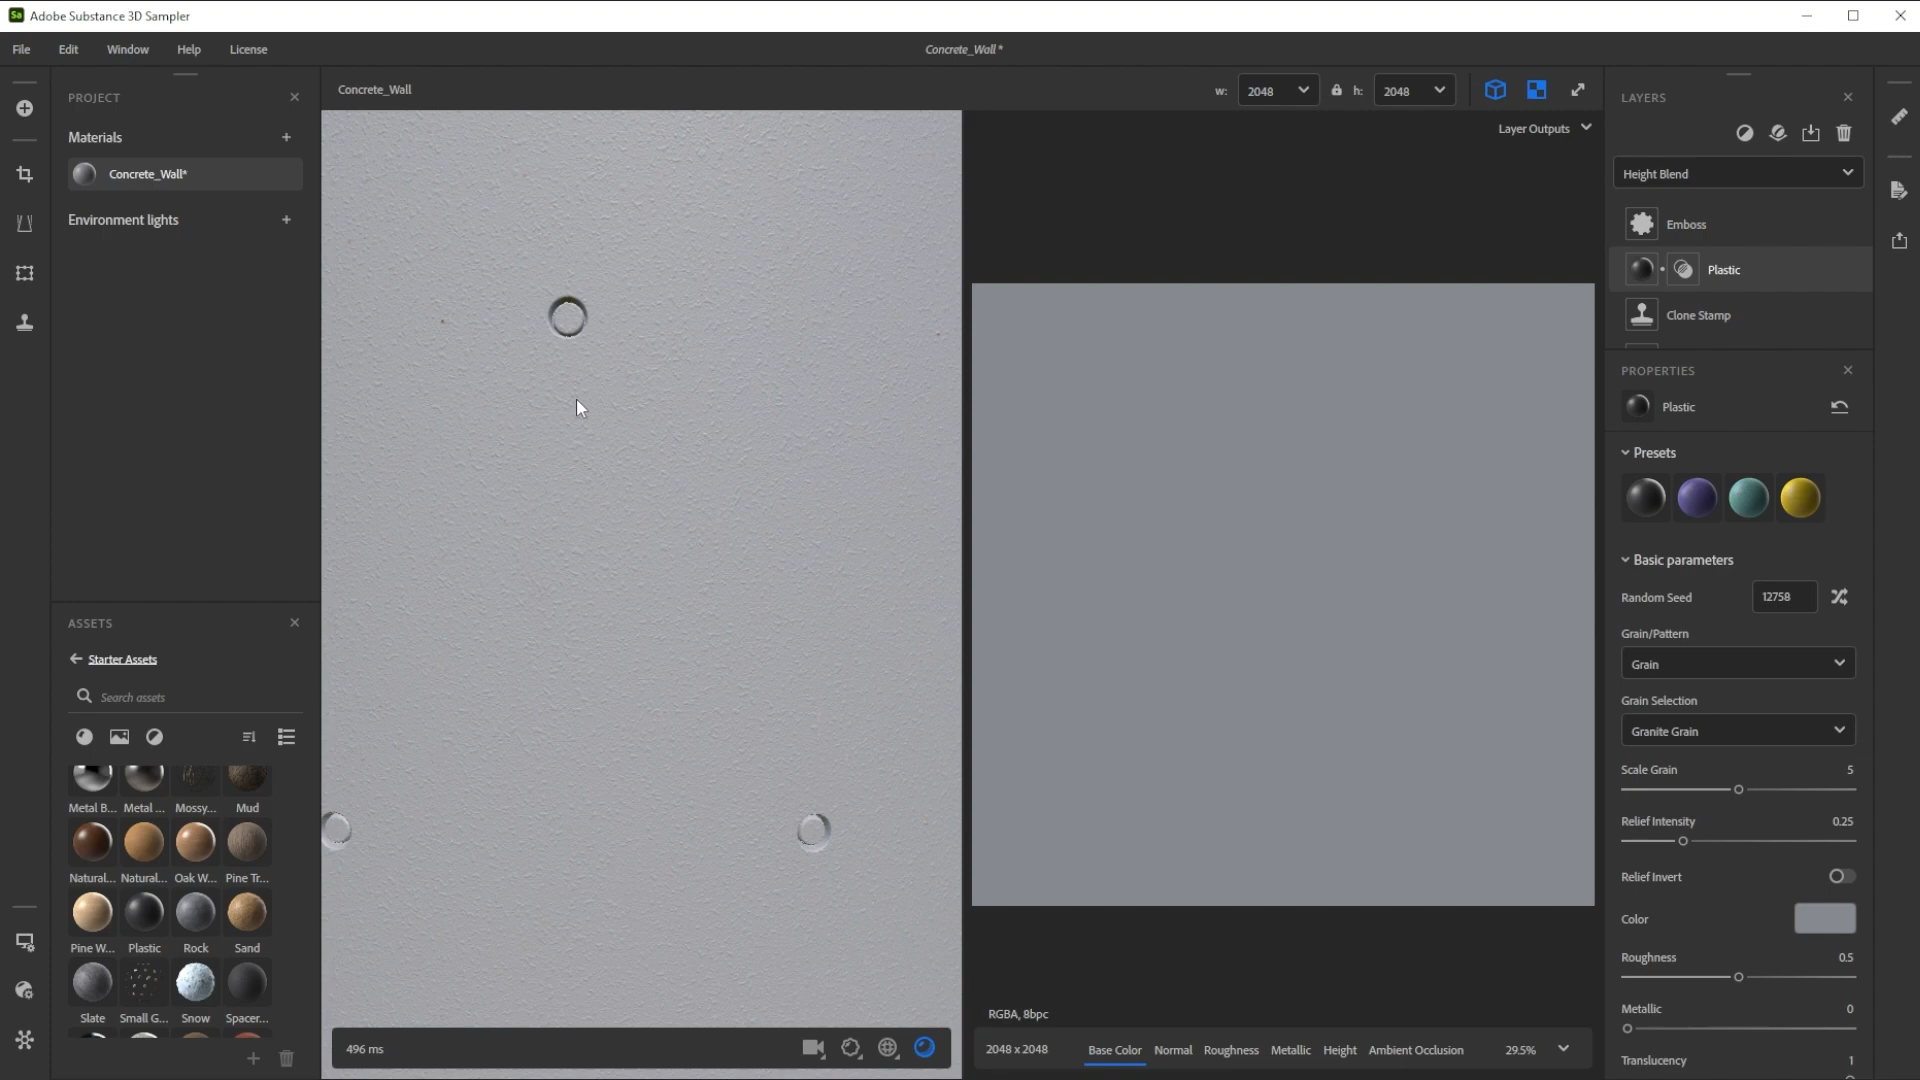 Sa Adobe Substance 3D Sampler
File Edit Window Help License
Concrete_Wall *
PROJECT
Materials
Concrete_Wall*
Environment lights
ASSETS
Starter Assets
Search assets
Metal B... Metal ... Mossy... Mud
Natural... Natural... Oak W... Pine Tr...
Pine W... Plastic Rock Sand
Slate Small G... Snow Spacer...
Concrete_Wall
w: 2048 h: 2048
Layer Outputs
496 ms
RGBA, 8bpc
2048 x 2048 Base Color Normal Roughness Metallic Height Ambient Occlusion 29.5%
LAYERS
Height Blend
Emboss
Plastic
Clone Stamp
PROPERTIES
Plastic
Presets
Basic parameters
Random Seed 12758
Grain/Pattern
Grain
Grain Selection
Granite Grain
Scale Grain 5
Relief Intensity 0.25
Relief Invert
Color
Roughness 0.5
Metallic 0
Translucency 1